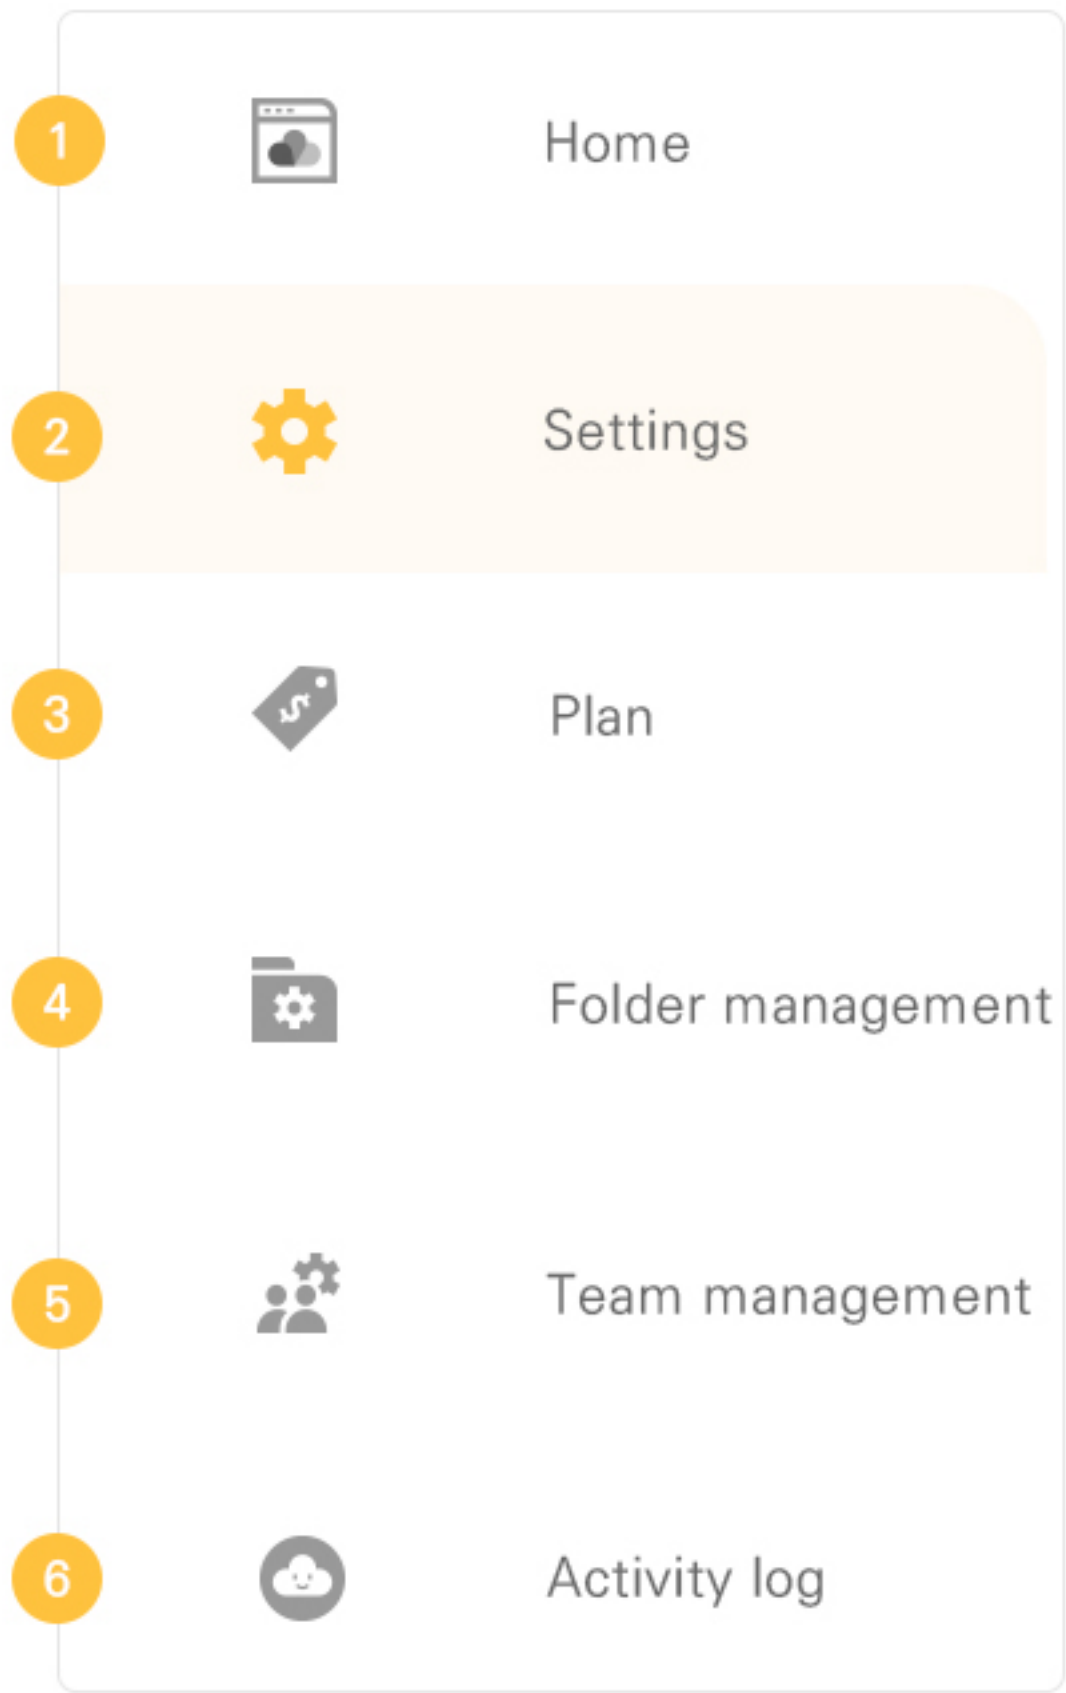 1 Home
2 Settings
3 $ Plan
4 Folder management
5 Team management
6 Activity log